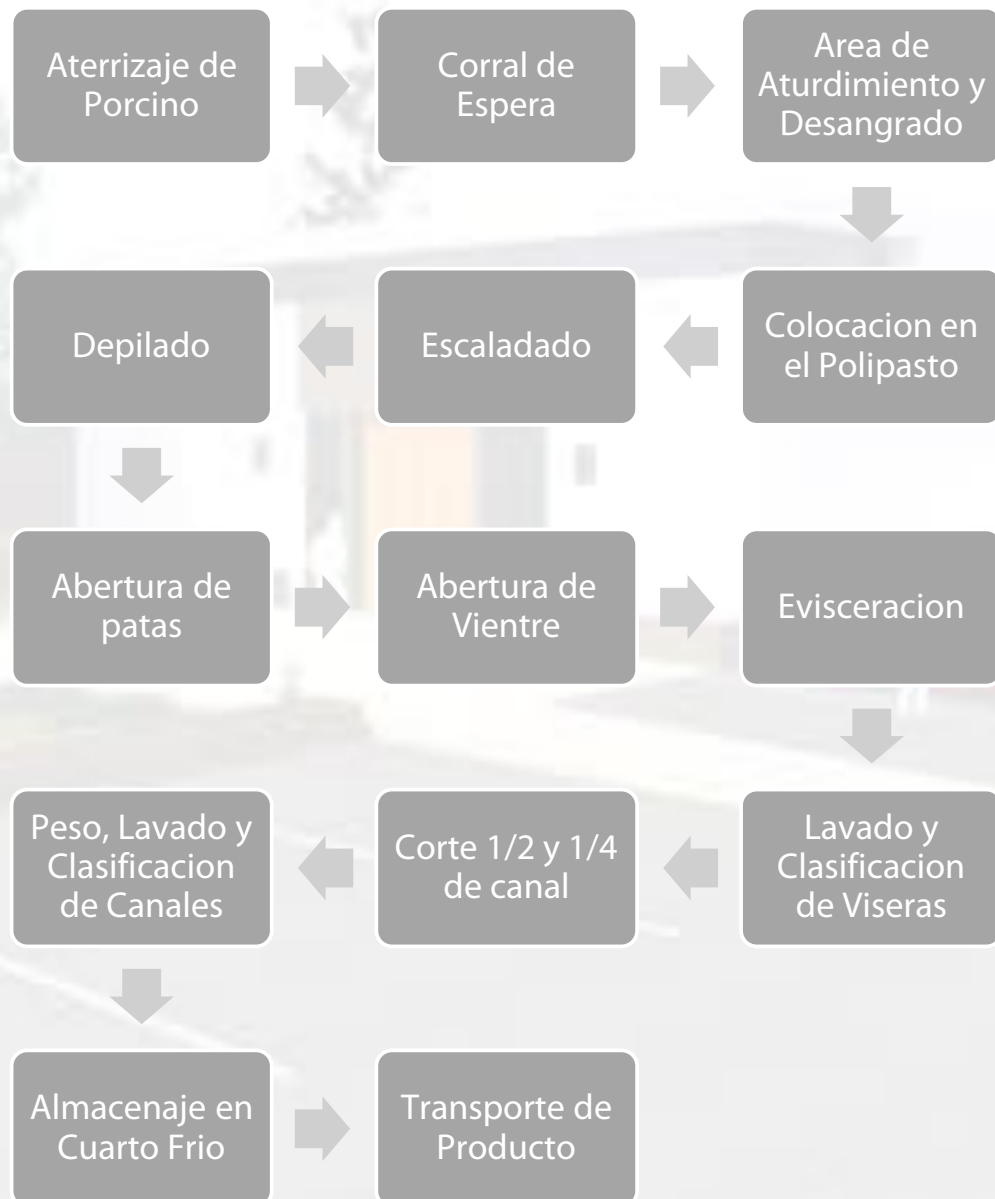 Aterrizaje de
Porcino
Corral de
Espera
Area de
Aturdimiento y
Desangrado
Colocacion en
el Polipasto
Escaladado
Depilado
Abertura de
patas
Abertura de
Vientre
Evisceracion
Lavado y
Clasificacion
de Viseras
Corte 1/2 y 1/4
de canal
Peso, Lavado y
Clasificacion
de Canales
Almacenaje en
Cuarto Frio
Transporte de
Producto